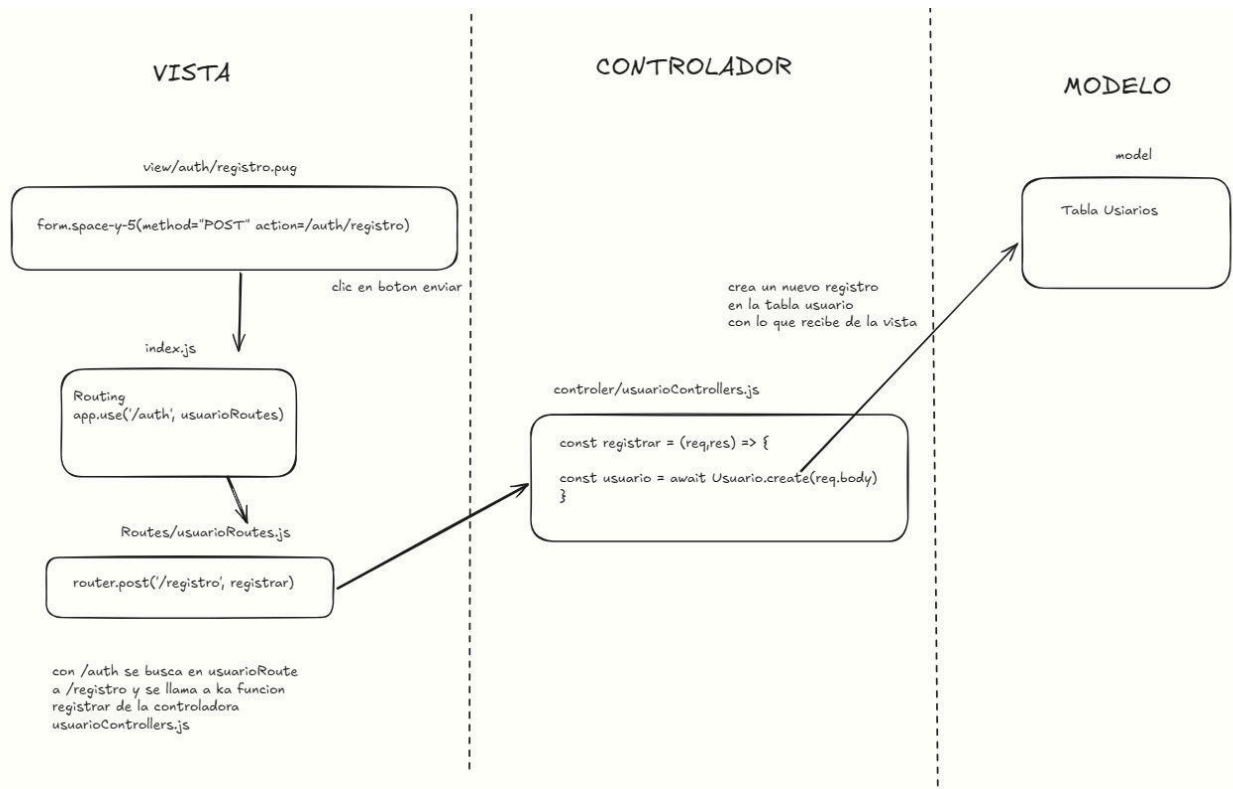 VISTA
view/auth/registro.pug
form.space-y-5(method="POST" action=/auth/registro)
clic en boton enviar
index.js
Routing
app.use('/auth', usuarioRoutes)
Routes/usuarioRoutes.js
router.post('/registro', registrar)
con /auth se busca en usuarioRoute
a /registro y se llama a ka funcion
registrar de la controladora
usuarioControllers.js
CONTROLADOR
crea un nuevo registro
en la tabla usuario
con lo que recibe de la vista
controler/usuarioControllers.js
const registrar = (req,res) => {
const usuario = await Usuario.create(req.body)
}
MODELO
model
Tabla Usiarios